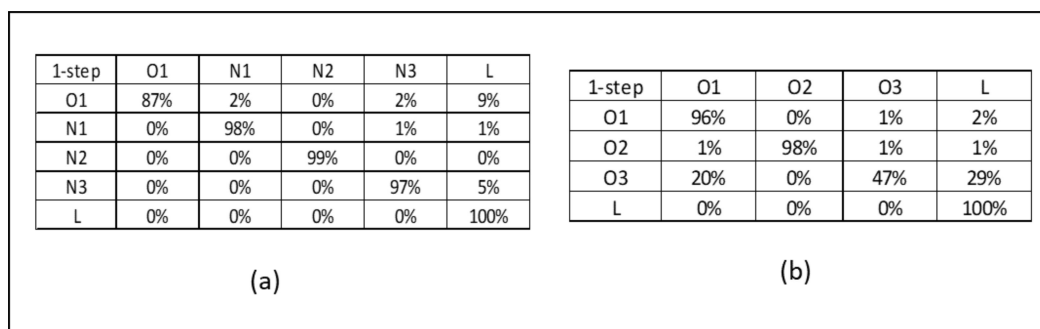 1-step O1 N1 N2 N3 L
O1 87% 2% 0% 2% 9%
N1 0% 98% 0% 1% 1%
N2 0% 0% 99% 0% 0%
N3 0% 0% 0% 97% 5%
L 0% 0% 0% 0% 100%
(a)
1-step O1 O2 O3 L
O1 96% 0% 1% 2%
O2 1% 98% 1% 1%
O3 20% 0% 47% 29%
L 0% 0% 0% 100%
(b)